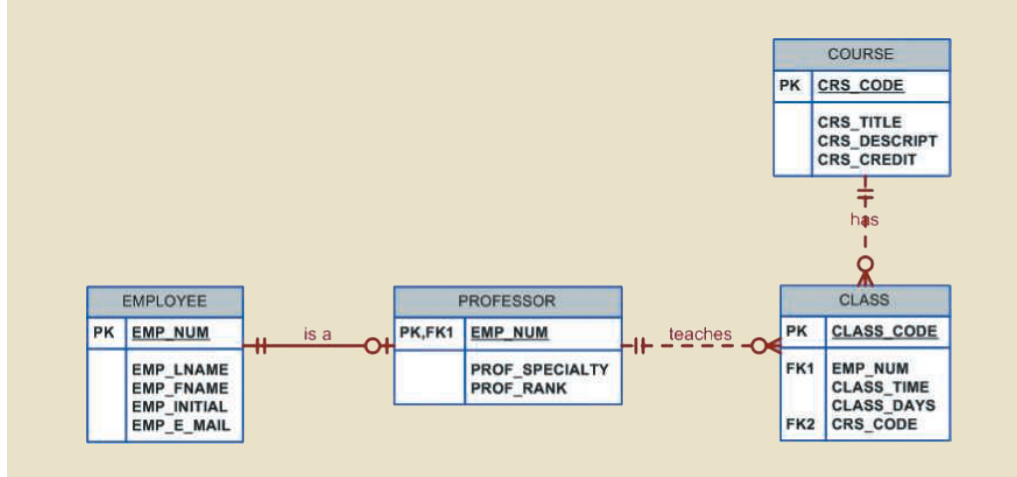 COURSE
PK CRS_CODE
CRS_TITLE
CRS_DESCRIPT
CRS_CREDIT
has
EMPLOYEE
PK EMP_NUM
EMP_LNAME
EMP_FNAME
EMP_INITIAL
EMP_E_MAIL
is a
PROFESSOR
PK,FK1 EMP_NUM
PROF_SPECIALTY
PROF_RANK
teaches
CLASS
PK CLASS_CODE
FK1 EMP_NUM
CLASS_TIME
CLASS_DAYS
FK2 CRS_CODE